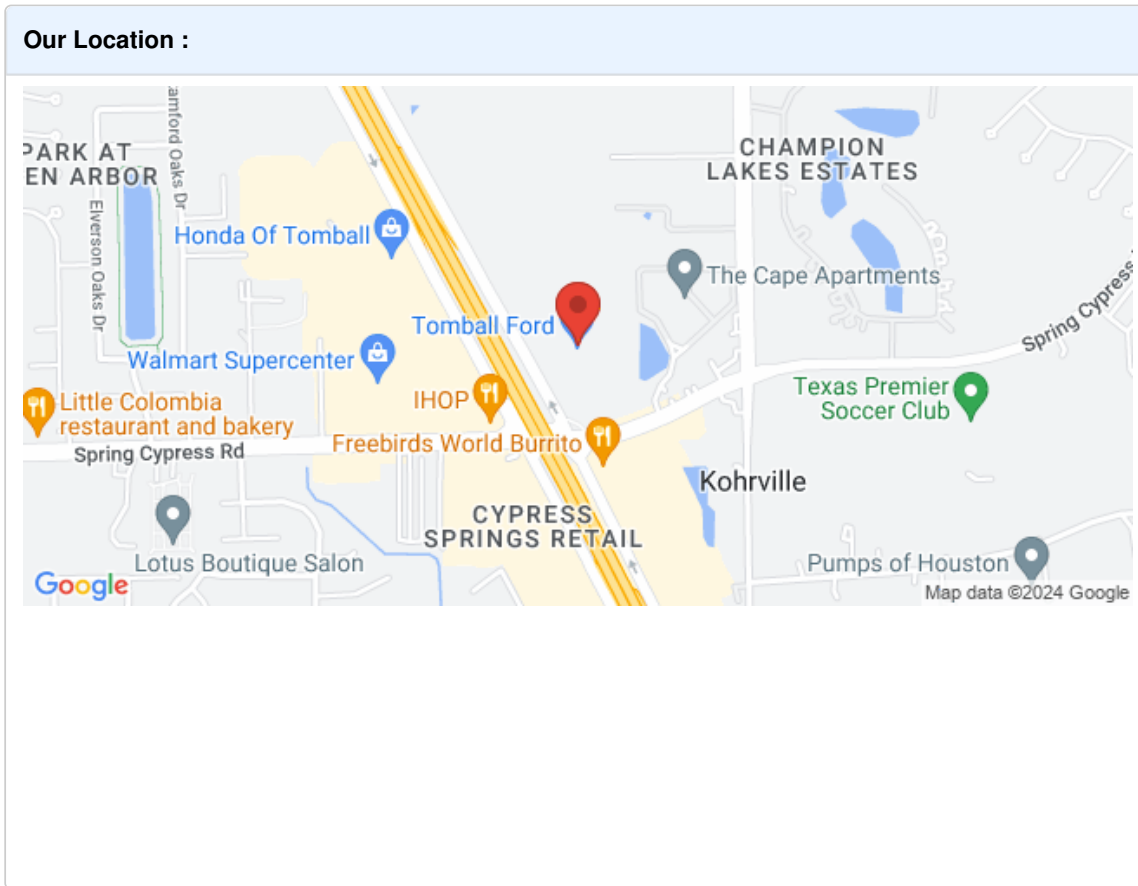 Our Location :
amford Oaks Dr
PARK AT
EN ARBOR
Elverson Oaks Dr
CHAMPION
LAKES ESTATES
Honda Of Tomball
The Cape Apartments
Tomball Ford
Spring Cypress
Walmart Supercenter
IHOP
Texas Premier
Soccer Club
Little Colombia
restaurant and bakery
Freebirds World Burrito
Spring Cypress Rd
Kohrville
CYPRESS
SPRINGS RETAIL
Lotus Boutique Salon
Pumps of Houston
Google
Map data ©2024 Google